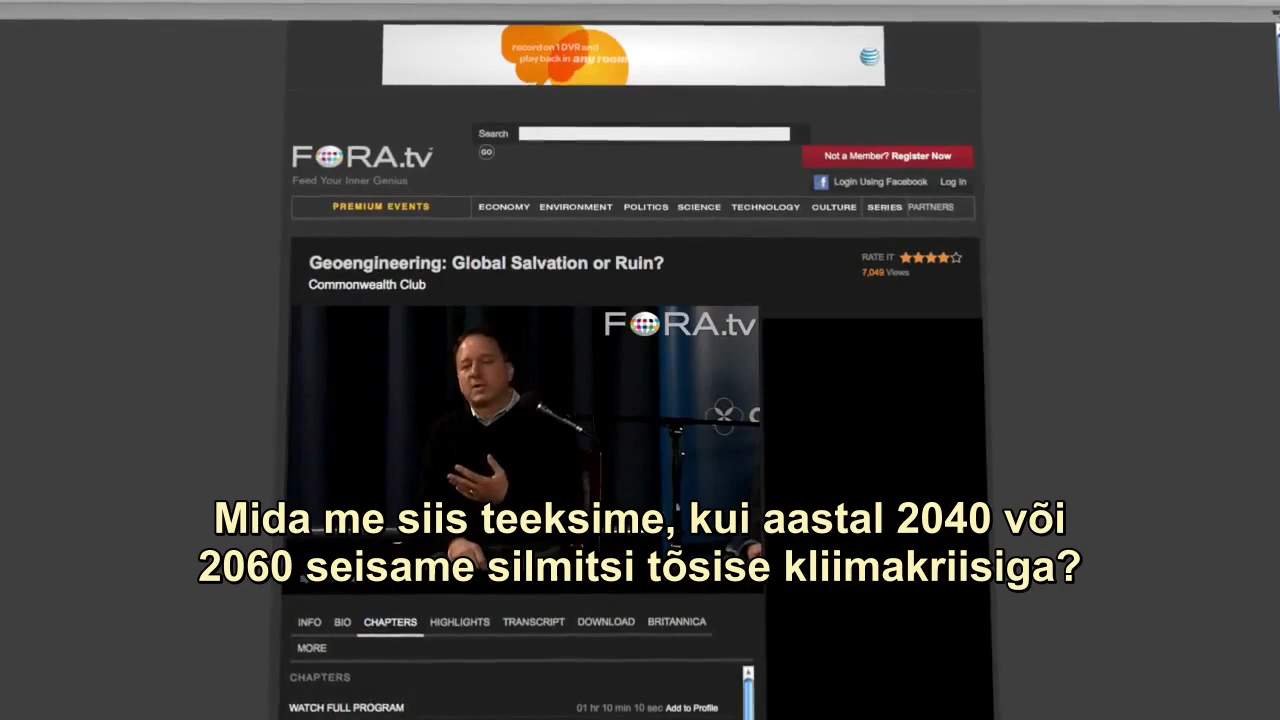 record on 1 DVR and
play back in any room
Search
GO
FORA.tv
Feed Your Inner Genius
Not a Member? Register Now
Login Using Facebook Log In
PREMIUM EVENTS ECONOMY ENVIRONMENT POLITICS SCIENCE TECHNOLOGY CULTURE SERIES PARTNERS
Geoengineering: Global Salvation or Ruin?
Commonwealth Club
RATE IT
7,049 Views
FORA.tv
Mida me siis teeksime, kui aastal 2040 või
2060 seisame silmitsi tõsise kliimakriisiga?
INFO BIO CHAPTERS HIGHLIGHTS TRANSCRIPT DOWNLOAD BRITANNICA
MORE
CHAPTERS
WATCH FULL PROGRAM 01 hr 10 min 10 sec Add to Profile